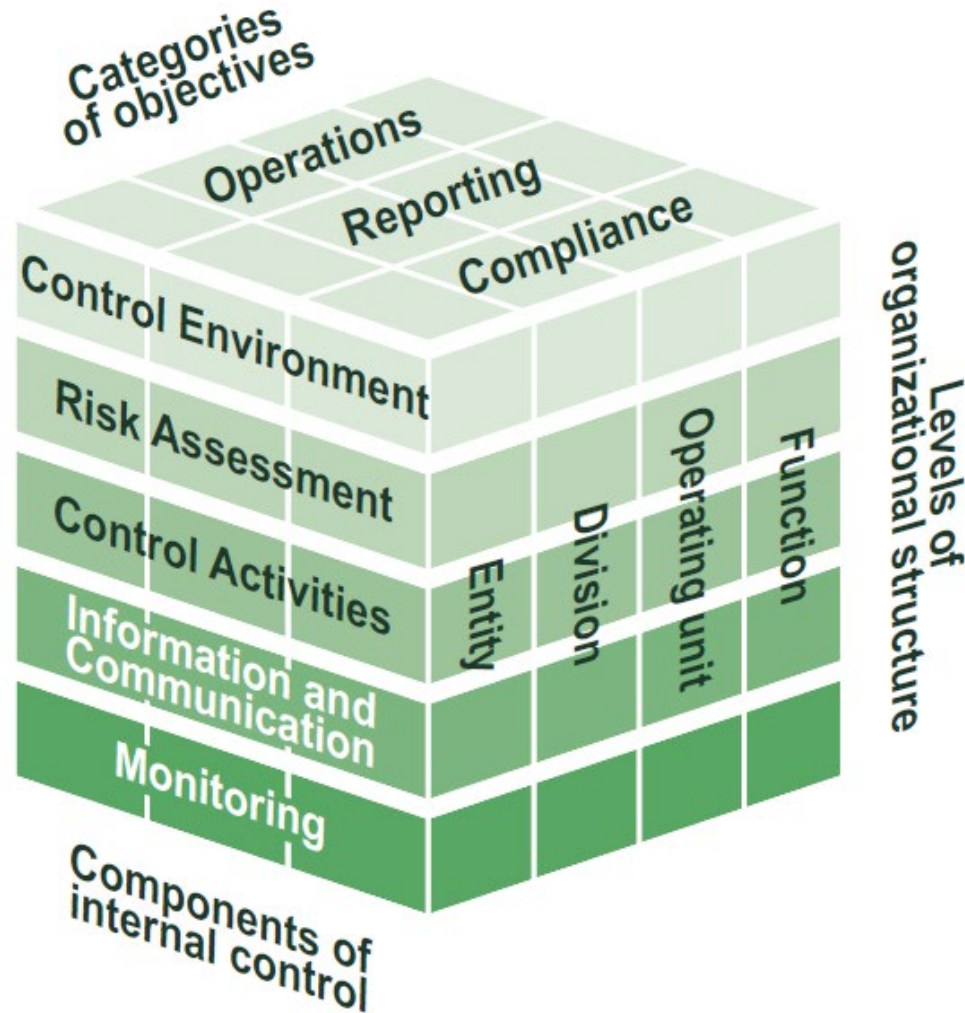 Categories
of objectives
Operations
Reporting
Compliance
Control Environment
Risk Assessment
Control Activities
Information and
Communication
Monitoring
Components of
internal control
Entity
Division
Operating unit
Function
Levels of
organizational structure